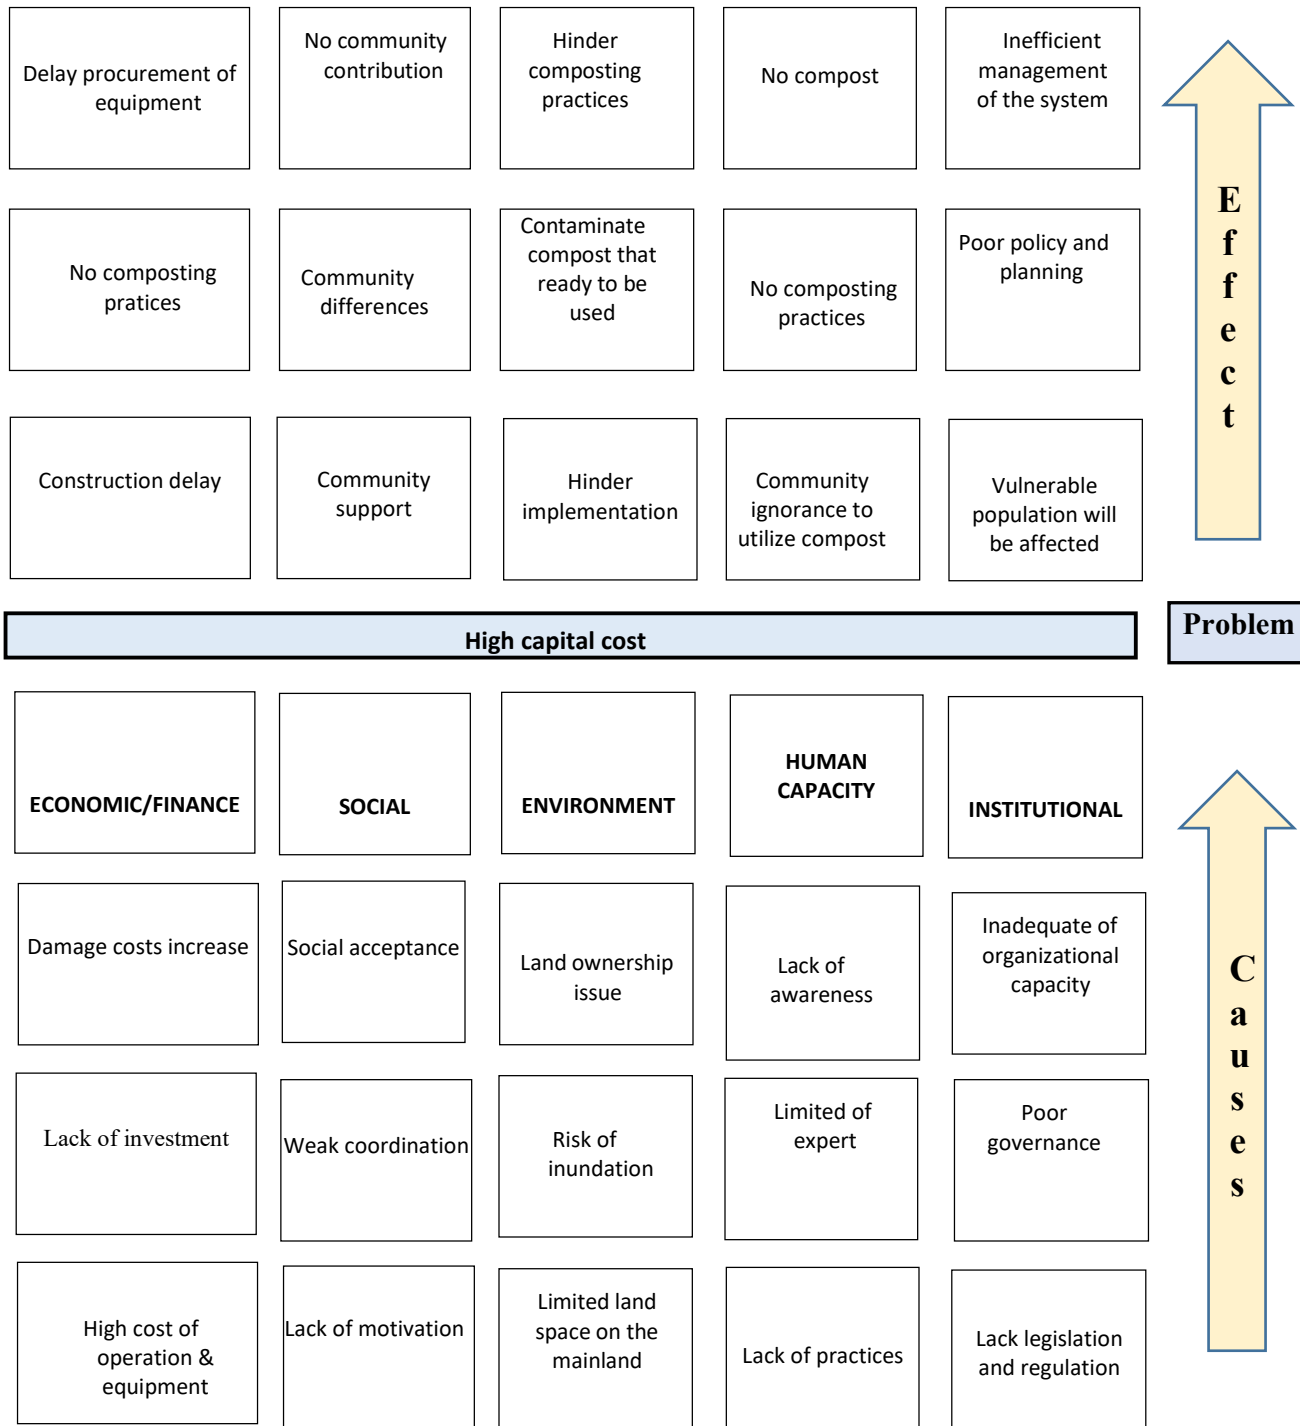 Delay procurement of
equipment
No community
contribution
Hinder
composting
practices
No compost
Inefficient
management
of the system
No composting
pratices
Community
differences
Contaminate
compost that
ready to be
used
No composting
practices
Poor policy and
planning
Effect
Construction delay
Community
support
Hinder
implementation
Community
ignorance to
utilize compost
Vulnerable
population will
be affected
High capital cost
Problem
ECONOMIC/FINANCE
SOCIAL
ENVIRONMENT
HUMAN
CAPACITY
INSTITUTIONAL
Damage costs increase
Social acceptance
Land ownership
issue
Lack of
awareness
Inadequate of
organizational
capacity
Causes
Lack of investment
Weak coordination
Risk of
inundation
Limited of
expert
Poor
governance
High cost of
operation &
equipment
Lack of motivation
Limited land
space on the
mainland
Lack of practices
Lack legislation
and regulation